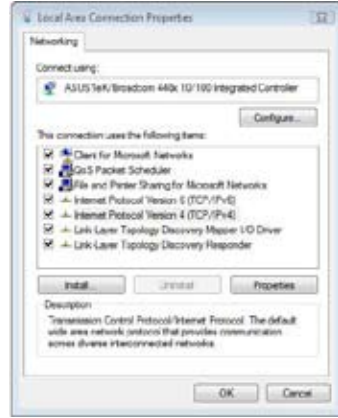 Local Area Connection Properties
Networking
Connect using:
ASUSTeK/Broadcom 440x 10/100 Integrated Controller
Configure...
This connection uses the following items:
Client for Microsoft Networks
QoS Packet Scheduler
File and Printer Sharing for Microsoft Networks
Internet Protocol Version 6 (TCP/IPv6)
Internet Protocol Version 4 (TCP/IPv4)
Link-Layer Topology Discovery Mapper I/O Driver
Link-Layer Topology Discovery Responder
Install...
Uninstall
Properties
Description
Transmission Control Protocol/Internet Protocol. The default
wide area network protocol that provides communication
across diverse interconnected networks.
OK
Cancel